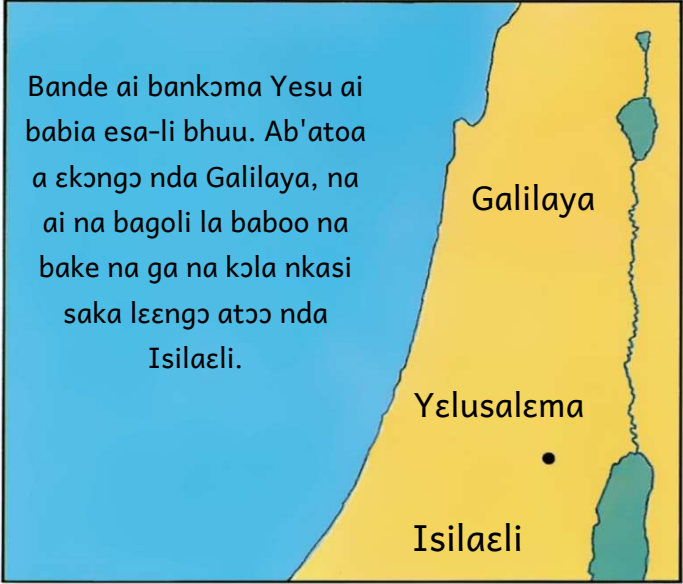 Bande ai bankɔma Yesu ai
babia esa-li bhuu. Ab'atoa
a ɛkɔngɔ nda Galilaya, na
ai na bagoli la baboo na
bake na ga na kɔla nkasi
saka lɛɛngɔ atɔɔ nda
Isilaɛli.
Galilaya
Yɛlusalɛma
Isilaɛli